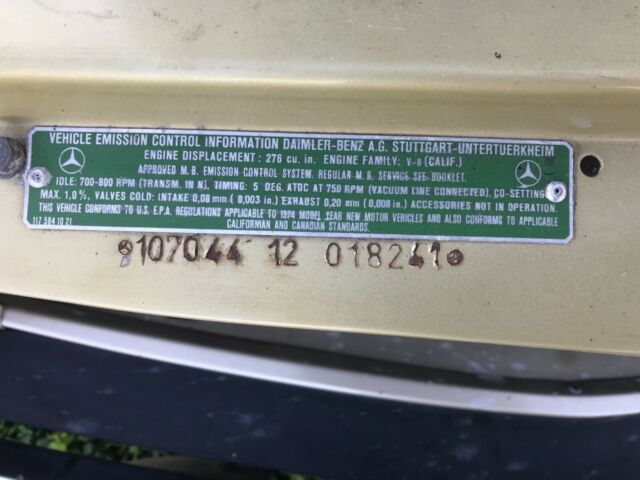 VEHICLE EMISSION CONTROL INFORMATION DAIMLER-BENZ A.G. STUTTGART-UNTERTUERKHEIM
ENGINE DISPLACEMENT: 276 cu. in. ENGINE FAMILY: V-8 (CALIF.)
APPROVED M.B. EMISSION CONTROL SYSTEM. REGULAR M.B. SERVICE SEE BOOKLET.
IDLE: 700-800 RPM (TRANSM. IN N). TIMING: 5 DEG. ATDC AT 750 RPM (VACUUM LINE CONNECTED), CO-SETTING
MAX. 1,0%, VALVES COLD: INTAKE 0,08 mm (0,003 in.) EXHAUST 0,20 mm (0,008 in.) ACCESSORIES NOT IN OPERATION.
THIS VEHICLE CONFORMS TO U.S. E.P.A. REGULATIONS APPLICABLE TO 1974 MODEL YEAR NEW MOTOR VEHICLES AND ALSO CONFORMS TO APPLICABLE
117 584 10 21 CALIFORNIAN AND CANADIAN STANDARDS.
107044 12 018241